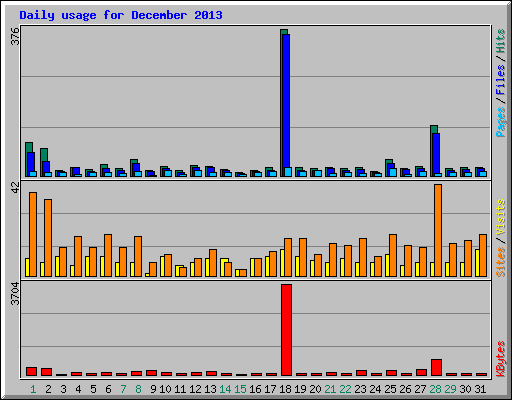 Daily usage for December 2013
376
Pages / Files / Hits
42
Sites / Visits
3704
KBytes
1 2 3 4 5 6 7 8 9 10 11 12 13 14 15 16 17 18 19 20 21 22 23 24 25 26 27 28 29 30 31